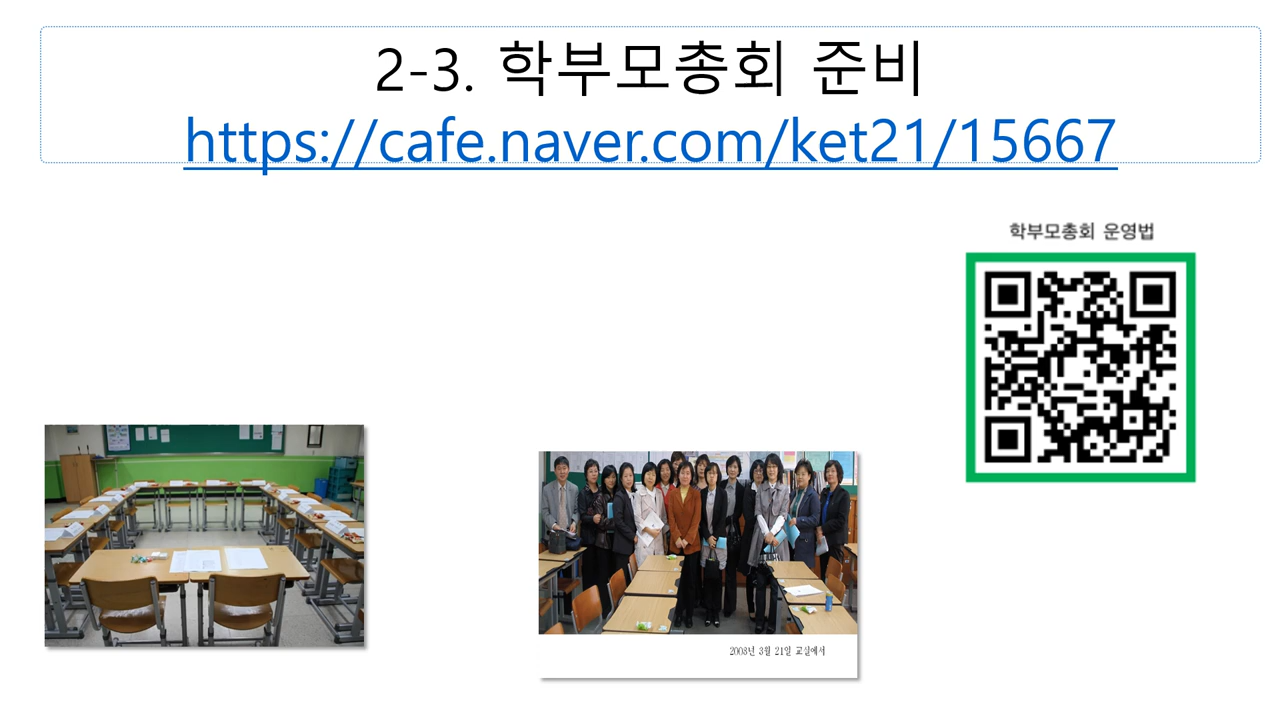 2-3. 학부모총회 준비
https://cafe.naver.com/ket21/15667
학부모총회 운영법
2008년 3월 21일 교실에서